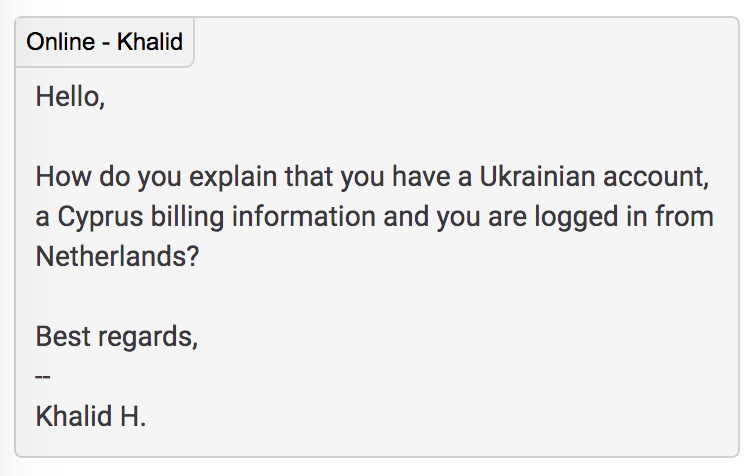 Online - Khalid
Hello,
How do you explain that you have a Ukrainian account,
a Cyprus billing information and you are logged in from
Netherlands?
Best regards,
--
Khalid H.